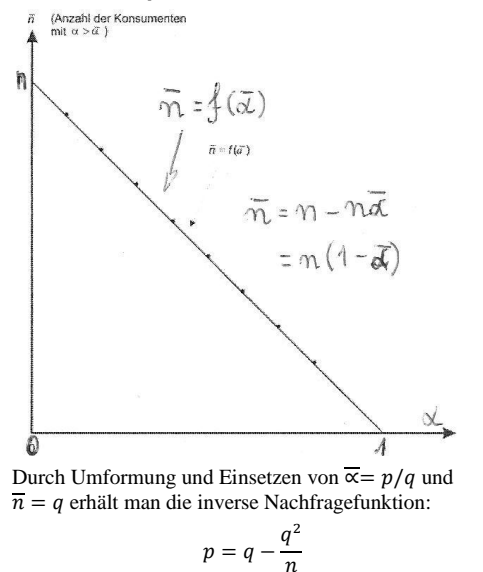 n̄ (Anzahl der Konsumenten
mit α > ᾱ )
n
n̄ = f(ᾱ)
n̄ = f(ᾱ )
n̄ = n - nᾱ
= n(1-ᾱ)
α
0
1
Durch Umformung und Einsetzen von ᾱ= p/q und
n̄ = q erhält man die inverse Nachfragefunktion:
p = q − q²/n